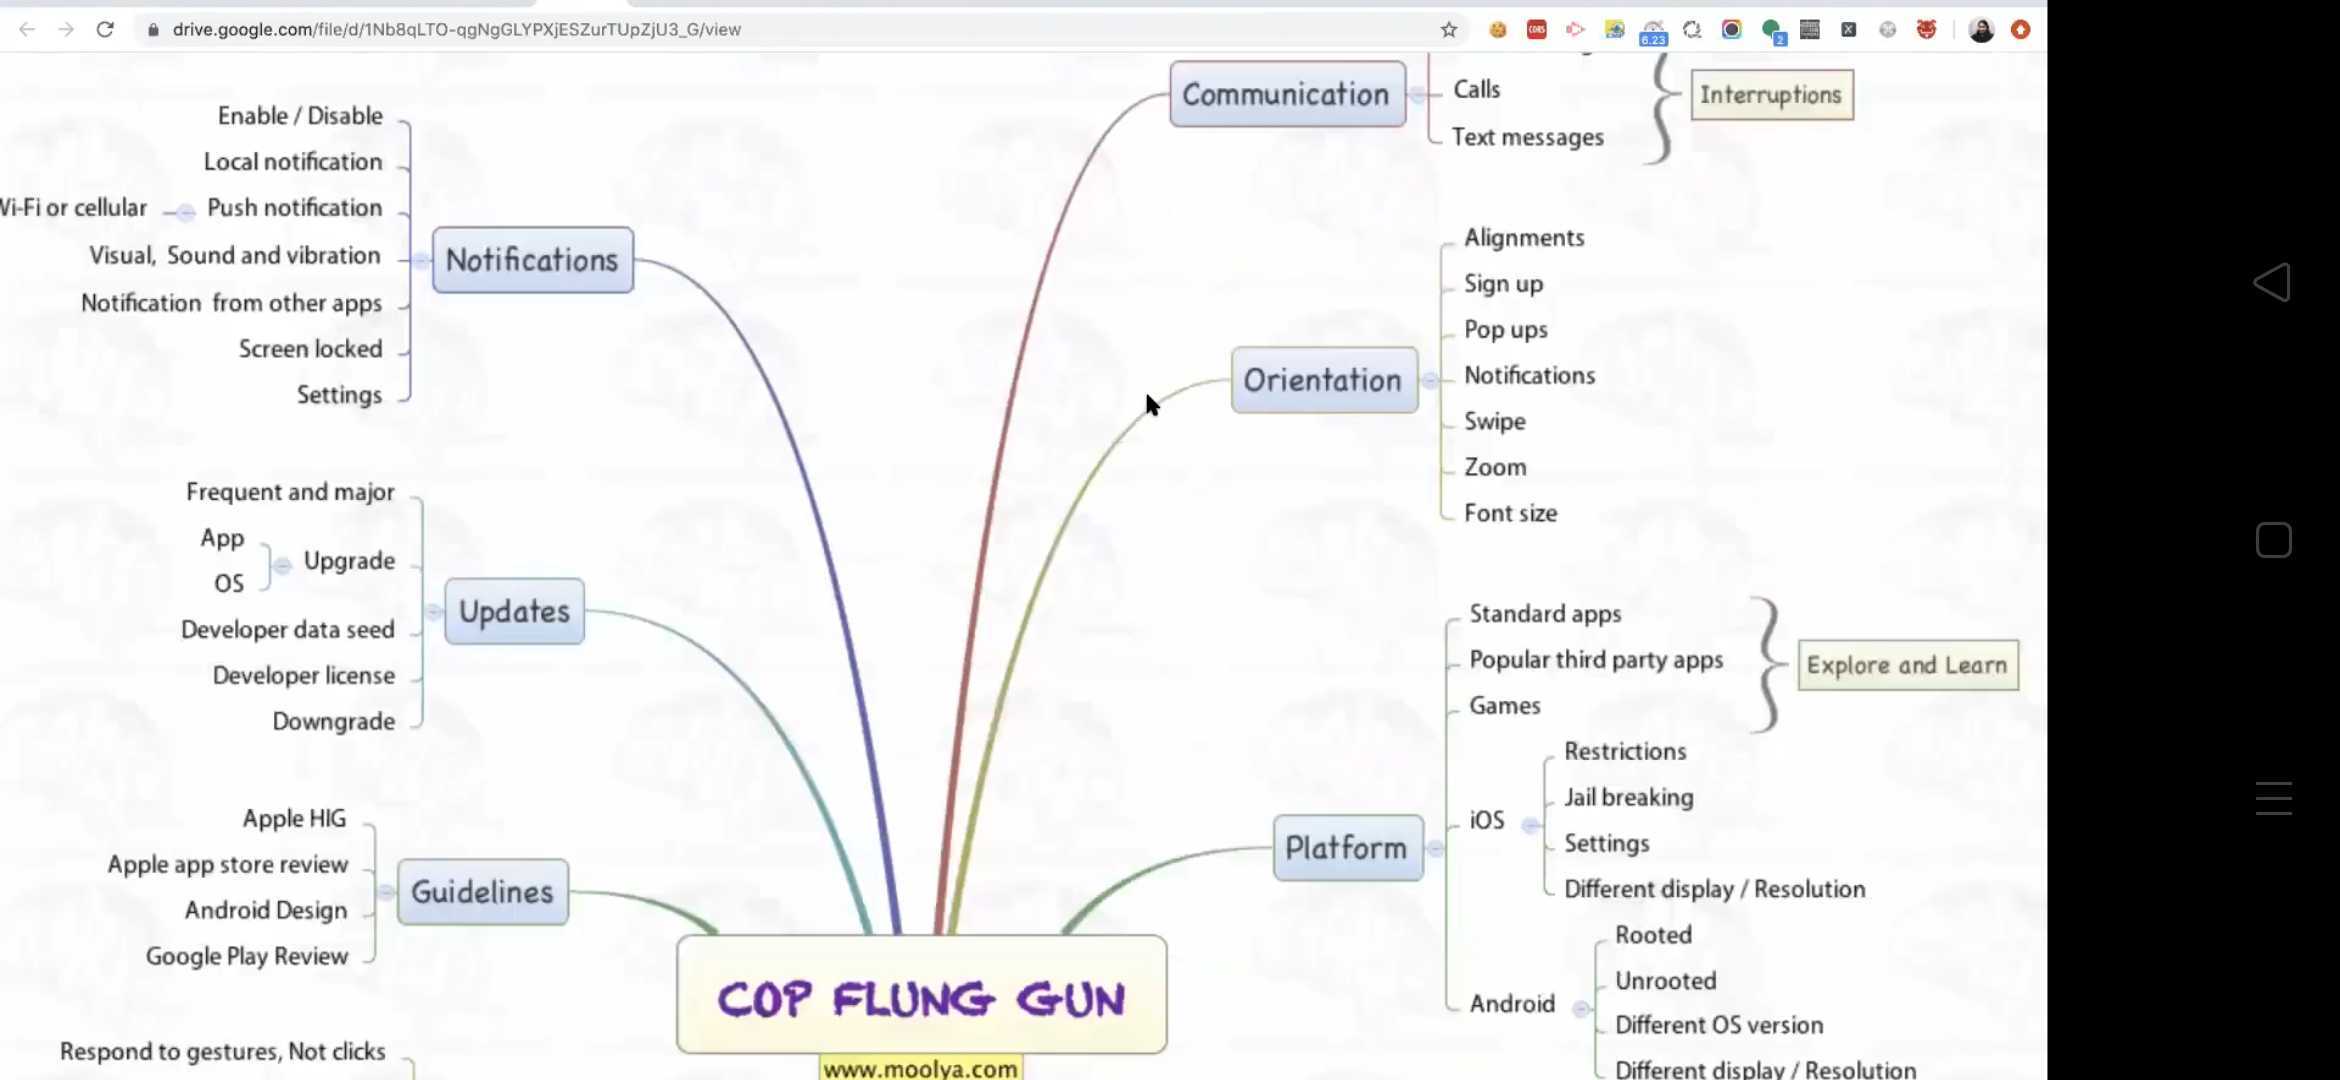 drive.google.com/file/d/1Nb8qLTO-qgNgGLYPXjESZurTUpZjU3_G/view
CORS
6.23
2
X
Communication
Calls
Text messages
Interruptions
Enable / Disable
Local notification
Wi-Fi or cellular
Push notification
Visual, Sound and vibration
Notification from other apps
Screen locked
Settings
Notifications
Alignments
Sign up
Pop ups
Notifications
Swipe
Zoom
Font size
Orientation
Frequent and major
App
OS
Upgrade
Developer data seed
Developer license
Downgrade
Updates
Standard apps
Popular third party apps
Games
Explore and Learn
Restrictions
Jail breaking
iOS
Settings
Different display / Resolution
Platform
Rooted
Unrooted
Android
Different OS version
Different display / Resolution
Apple HIG
Apple app store review
Android Design
Google Play Review
Guidelines
COP FLUNG GUN
www.moolya.com
Respond to gestures, Not clicks